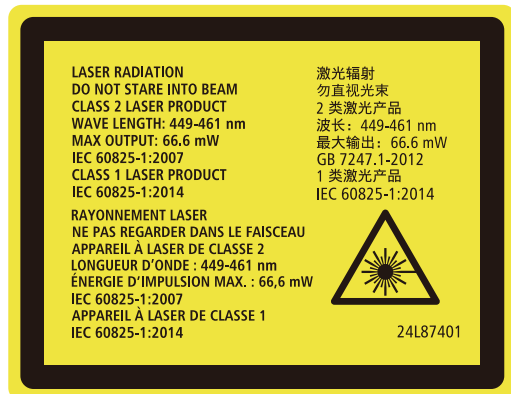 LASER RADIATION
DO NOT STARE INTO BEAM
CLASS 2 LASER PRODUCT
WAVE LENGTH: 449-461 nm
MAX OUTPUT: 66.6 mW
IEC 60825-1:2007
CLASS 1 LASER PRODUCT
IEC 60825-1:2014
RAYONNEMENT LASER
NE PAS REGARDER DANS LE FAISCEAU
APPAREIL À LASER DE CLASSE 2
LONGUEUR D'ONDE : 449-461 nm
ÉNERGIE D'IMPULSION MAX. : 66,6 mW
IEC 60825-1:2007
APPAREIL À LASER DE CLASSE 1
IEC 60825-1:2014
激光辐射
勿直视光束
2 类激光产品
波长：449-461 nm
最大输出：66.6 mW
GB 7247.1-2012
1 类激光产品
IEC 60825-1:2014
24L87401